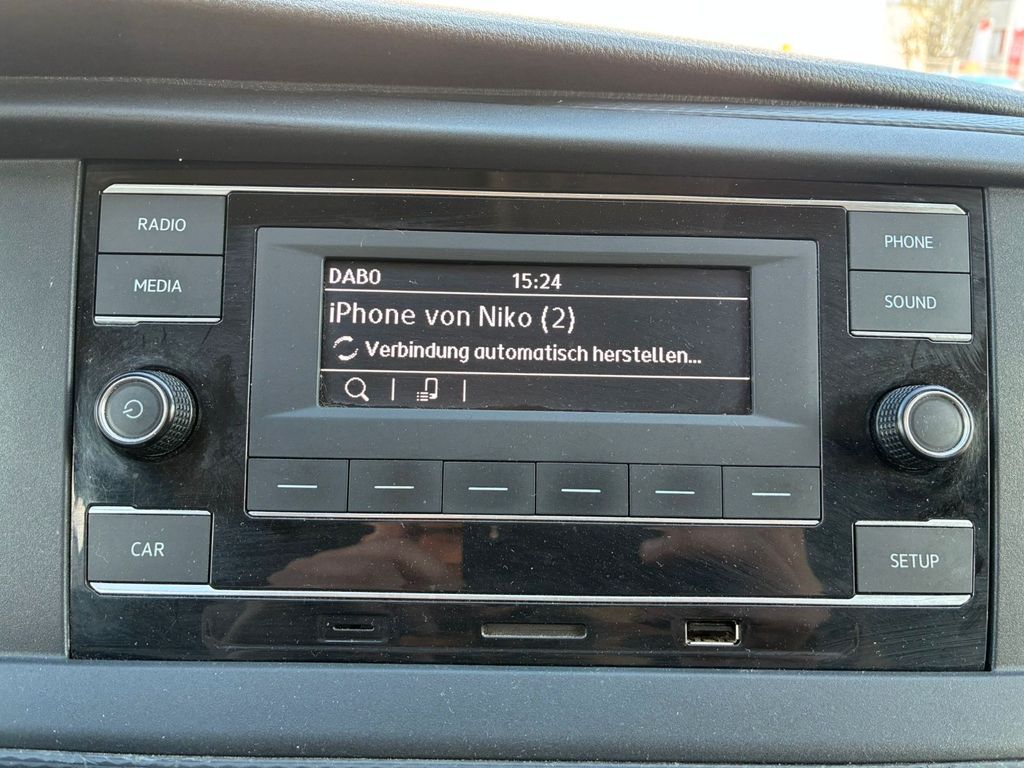 RADIO
MEDIA
DAB0
15:24
iPhone von Niko (2)
Verbindung automatisch herstellen...
PHONE
SOUND
CAR
SETUP